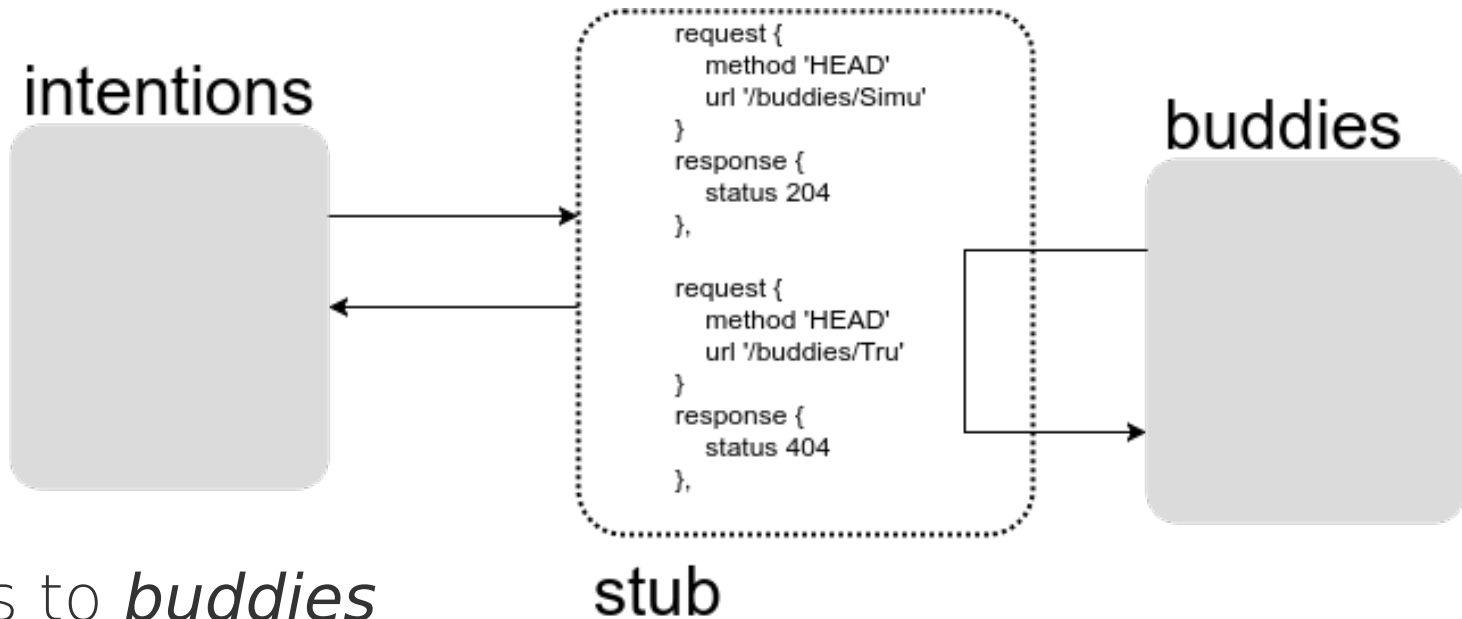 intentions
request {
method 'HEAD'
url '/buddies/Simu'
}
response {
status 204
},
request {
method 'HEAD'
url '/buddies/Tru'
}
response {
status 404
},
buddies
stub
s to buddies